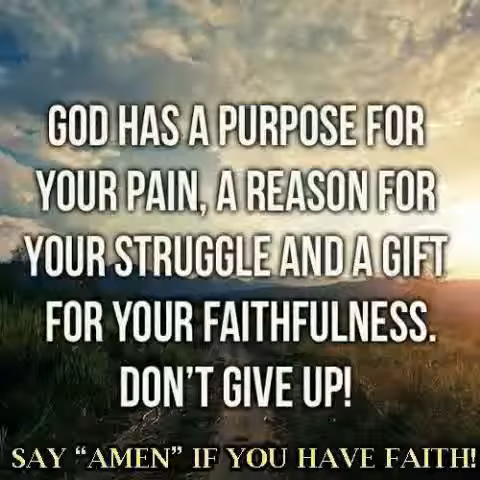 GOD HAS A PURPOSE FOR
YOUR PAIN, A REASON FOR
YOUR STRUGGLE AND A GIFT
FOR YOUR FAITHFULNESS.
DON'T GIVE UP!
SAY “AMEN” IF YOU HAVE FAITH!